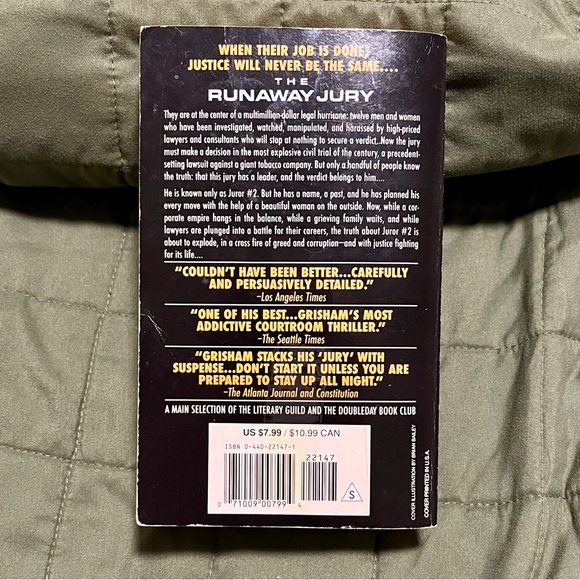 WHEN THEIR JOB IS DONE,
JUSTICE WILL NEVER BE THE SAME....
THE
RUNAWAY JURY
They are at the center of a multimillion-dollar legal hurricane: twelve men and women
who have been investigated, watched, manipulated, and harassed by high-priced
lawyers and consultants who will stop at nothing to secure a verdict...Now the jury
must make a decision in the most explosive civil trial of the century, a precedent-
setting lawsuit against a giant tobacco company. But only a handful of people know
the truth: that this jury has a leader, and the verdict belongs to him....
He is known only as Juror #2. But he has a name, a past, and he has planned his
every move with the help of a beautiful woman on the outside. Now, while a cor-
porate empire hangs in the balance, while a grieving family waits, and while
lawyers are plunged into a battle for their careers, the truth about Juror #2 is
about to explode, in a cross fire of greed and corruption—and with justice fighting
for its life....
"COULDN'T HAVE BEEN BETTER...CAREFULLY
AND PERSUASIVELY DETAILED."
–Los Angeles Times
"ONE OF HIS BEST...GRISHAM'S MOST
ADDICTIVE COURTROOM THRILLER."
–The Seattle Times
"GRISHAM STACKS HIS 'JURY' WITH
SUSPENSE...DON'T START IT UNLESS YOU ARE
PREPARED TO STAY UP ALL NIGHT."
–The Atlanta Journal and Constitution
A MAIN SELECTION OF THE LITERARY GUILD AND THE DOUBLEDAY BOOK CLUB
US $7.99 / $10.99 CAN
ISBN 0-440-22147-1
22147
S
0 71009 00799 4
COVER ILLUSTRATION BY BRIAN BAILEY
COVER PRINTED IN U.S.A.